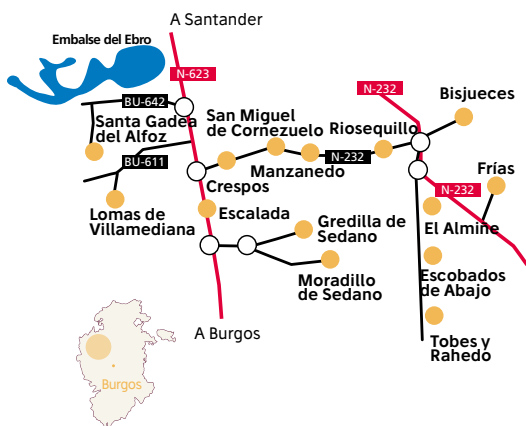 A Santander
Embalse del Ebro
N-623
N-232
Bisjueces
BU-642
Santa Gadea
del Alfoz
San Miguel
de Cornezuelo
Riosequillo
BU-611
Manzanedo
N-232
Frías
Crespos
N-232
Lomas de
Villamediana
Escalada
Gredilla de
Sedano
El Almiñe
Moradillo
de Sedano
Escobados
de Abajo
A Burgos
Tobes y
Rahedo
Burgos